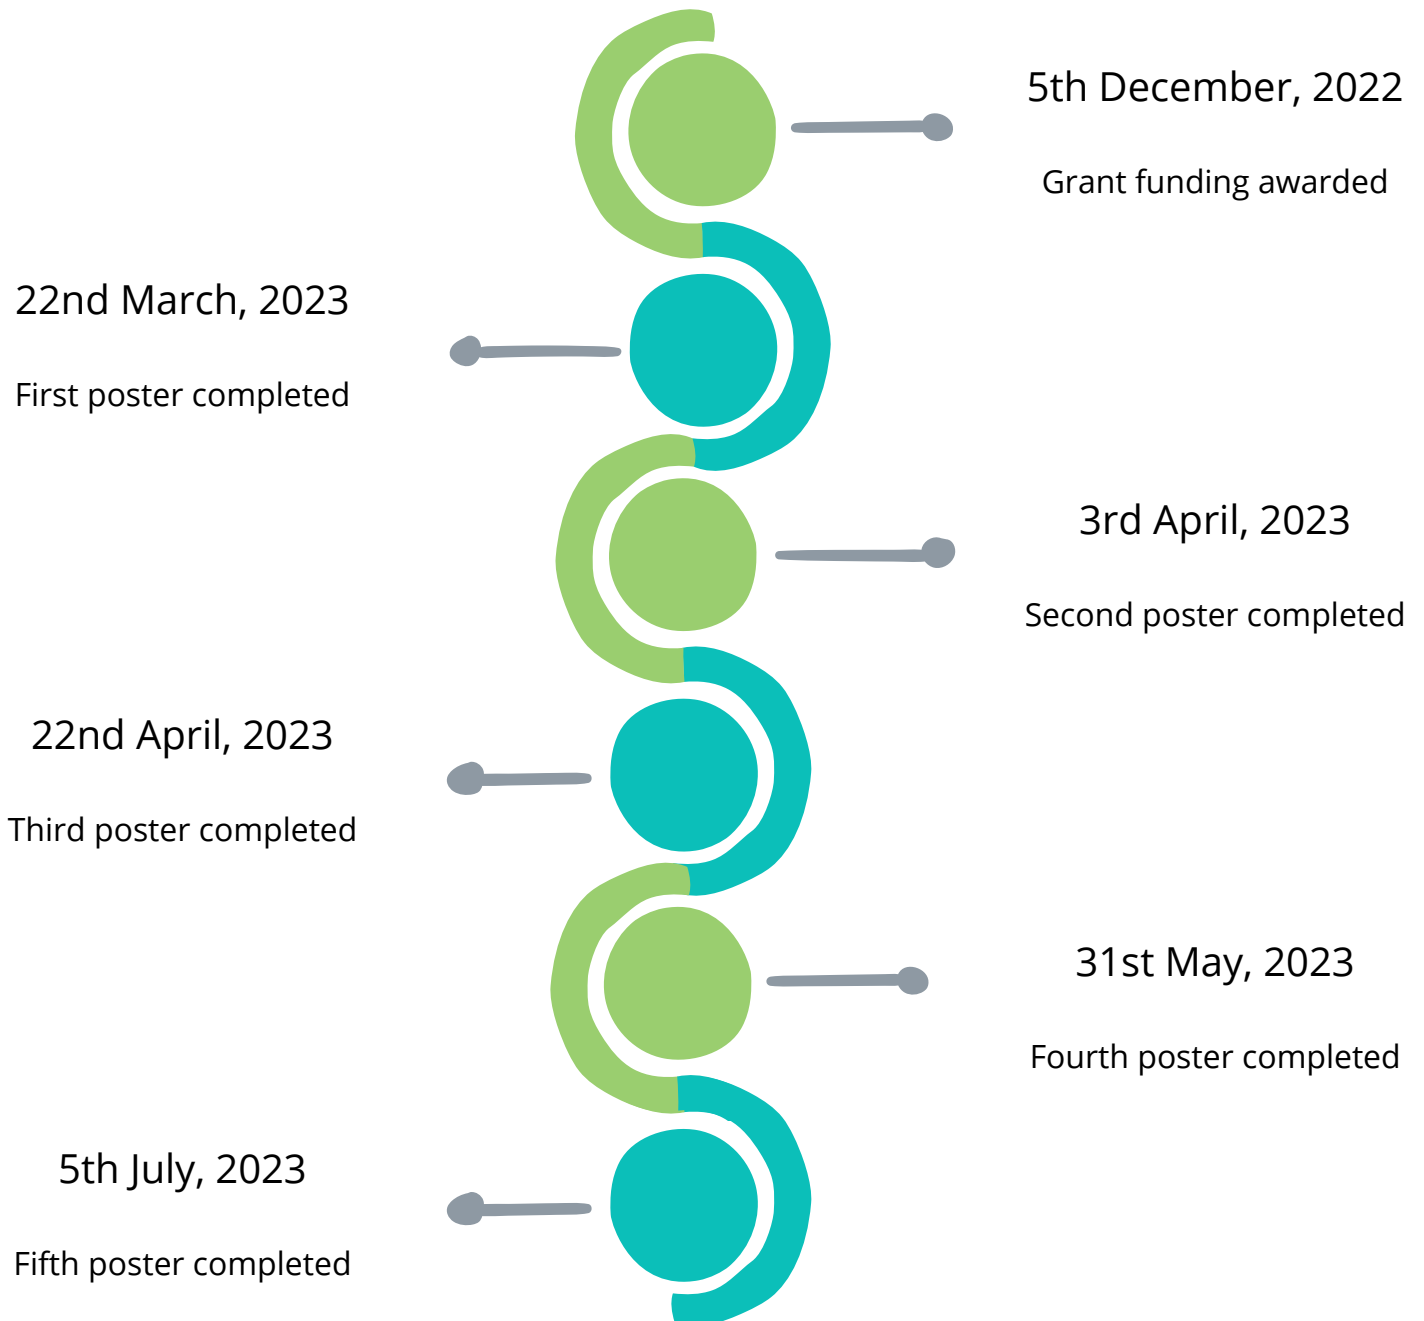 5th December, 2022
Grant funding awarded
22nd March, 2023
First poster completed
3rd April, 2023
Second poster completed
22nd April, 2023
Third poster completed
31st May, 2023
Fourth poster completed
5th July, 2023
Fifth poster completed